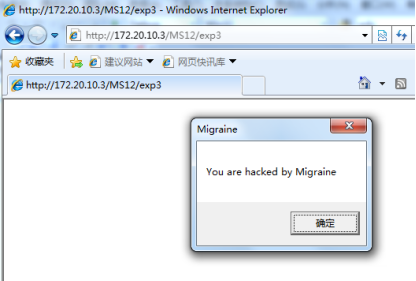 http://172.20.10.3/MS12/exp3 - Windows Internet Explorer
http://172.20.10.3/MS12/exp3
收藏夹 建议网站 网页快讯库
http://172.20.10.3/MS12/exp3
Migraine
You are hacked by Migraine
确定